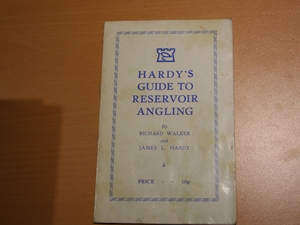 HARDY'S
GUIDE TO
RESERVOIR
ANGLING
By
RICHARD WALKER
and
JAMES L. HARDY
PRICE - - 10p